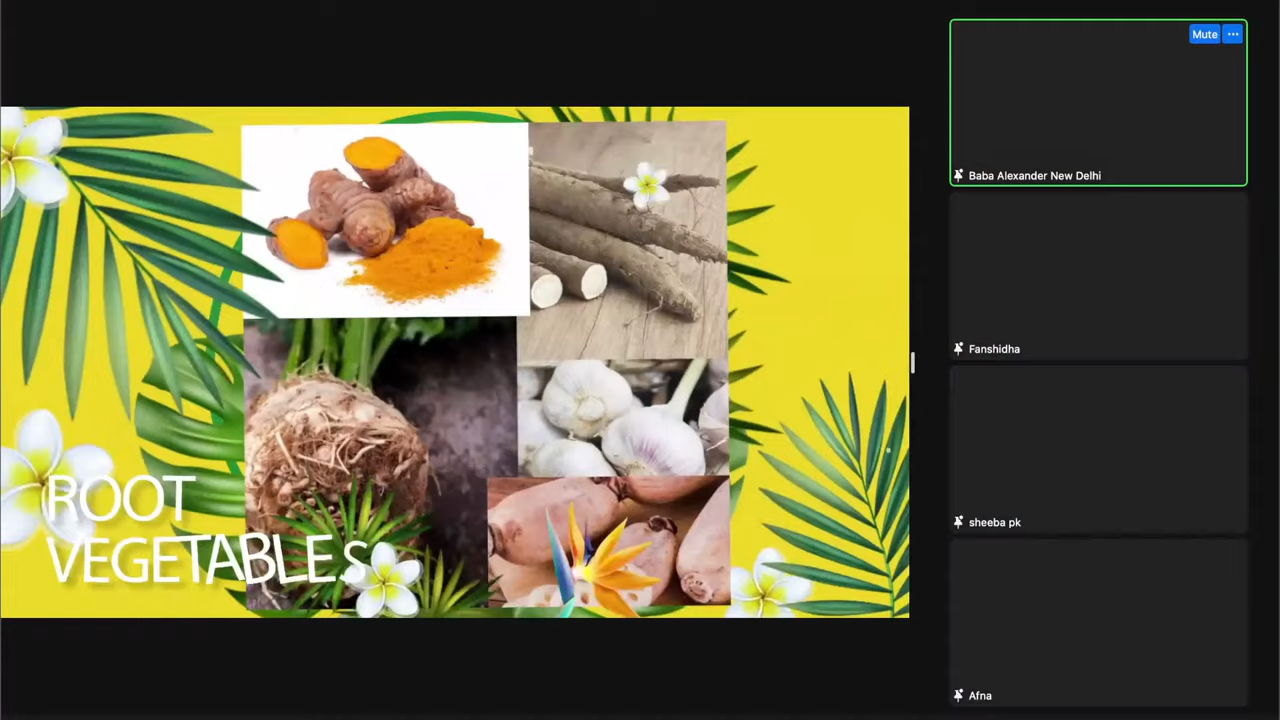 ROOT
VEGETABLES
Mute
Baba Alexander New Delhi
Fanshidha
sheeba pk
Afna